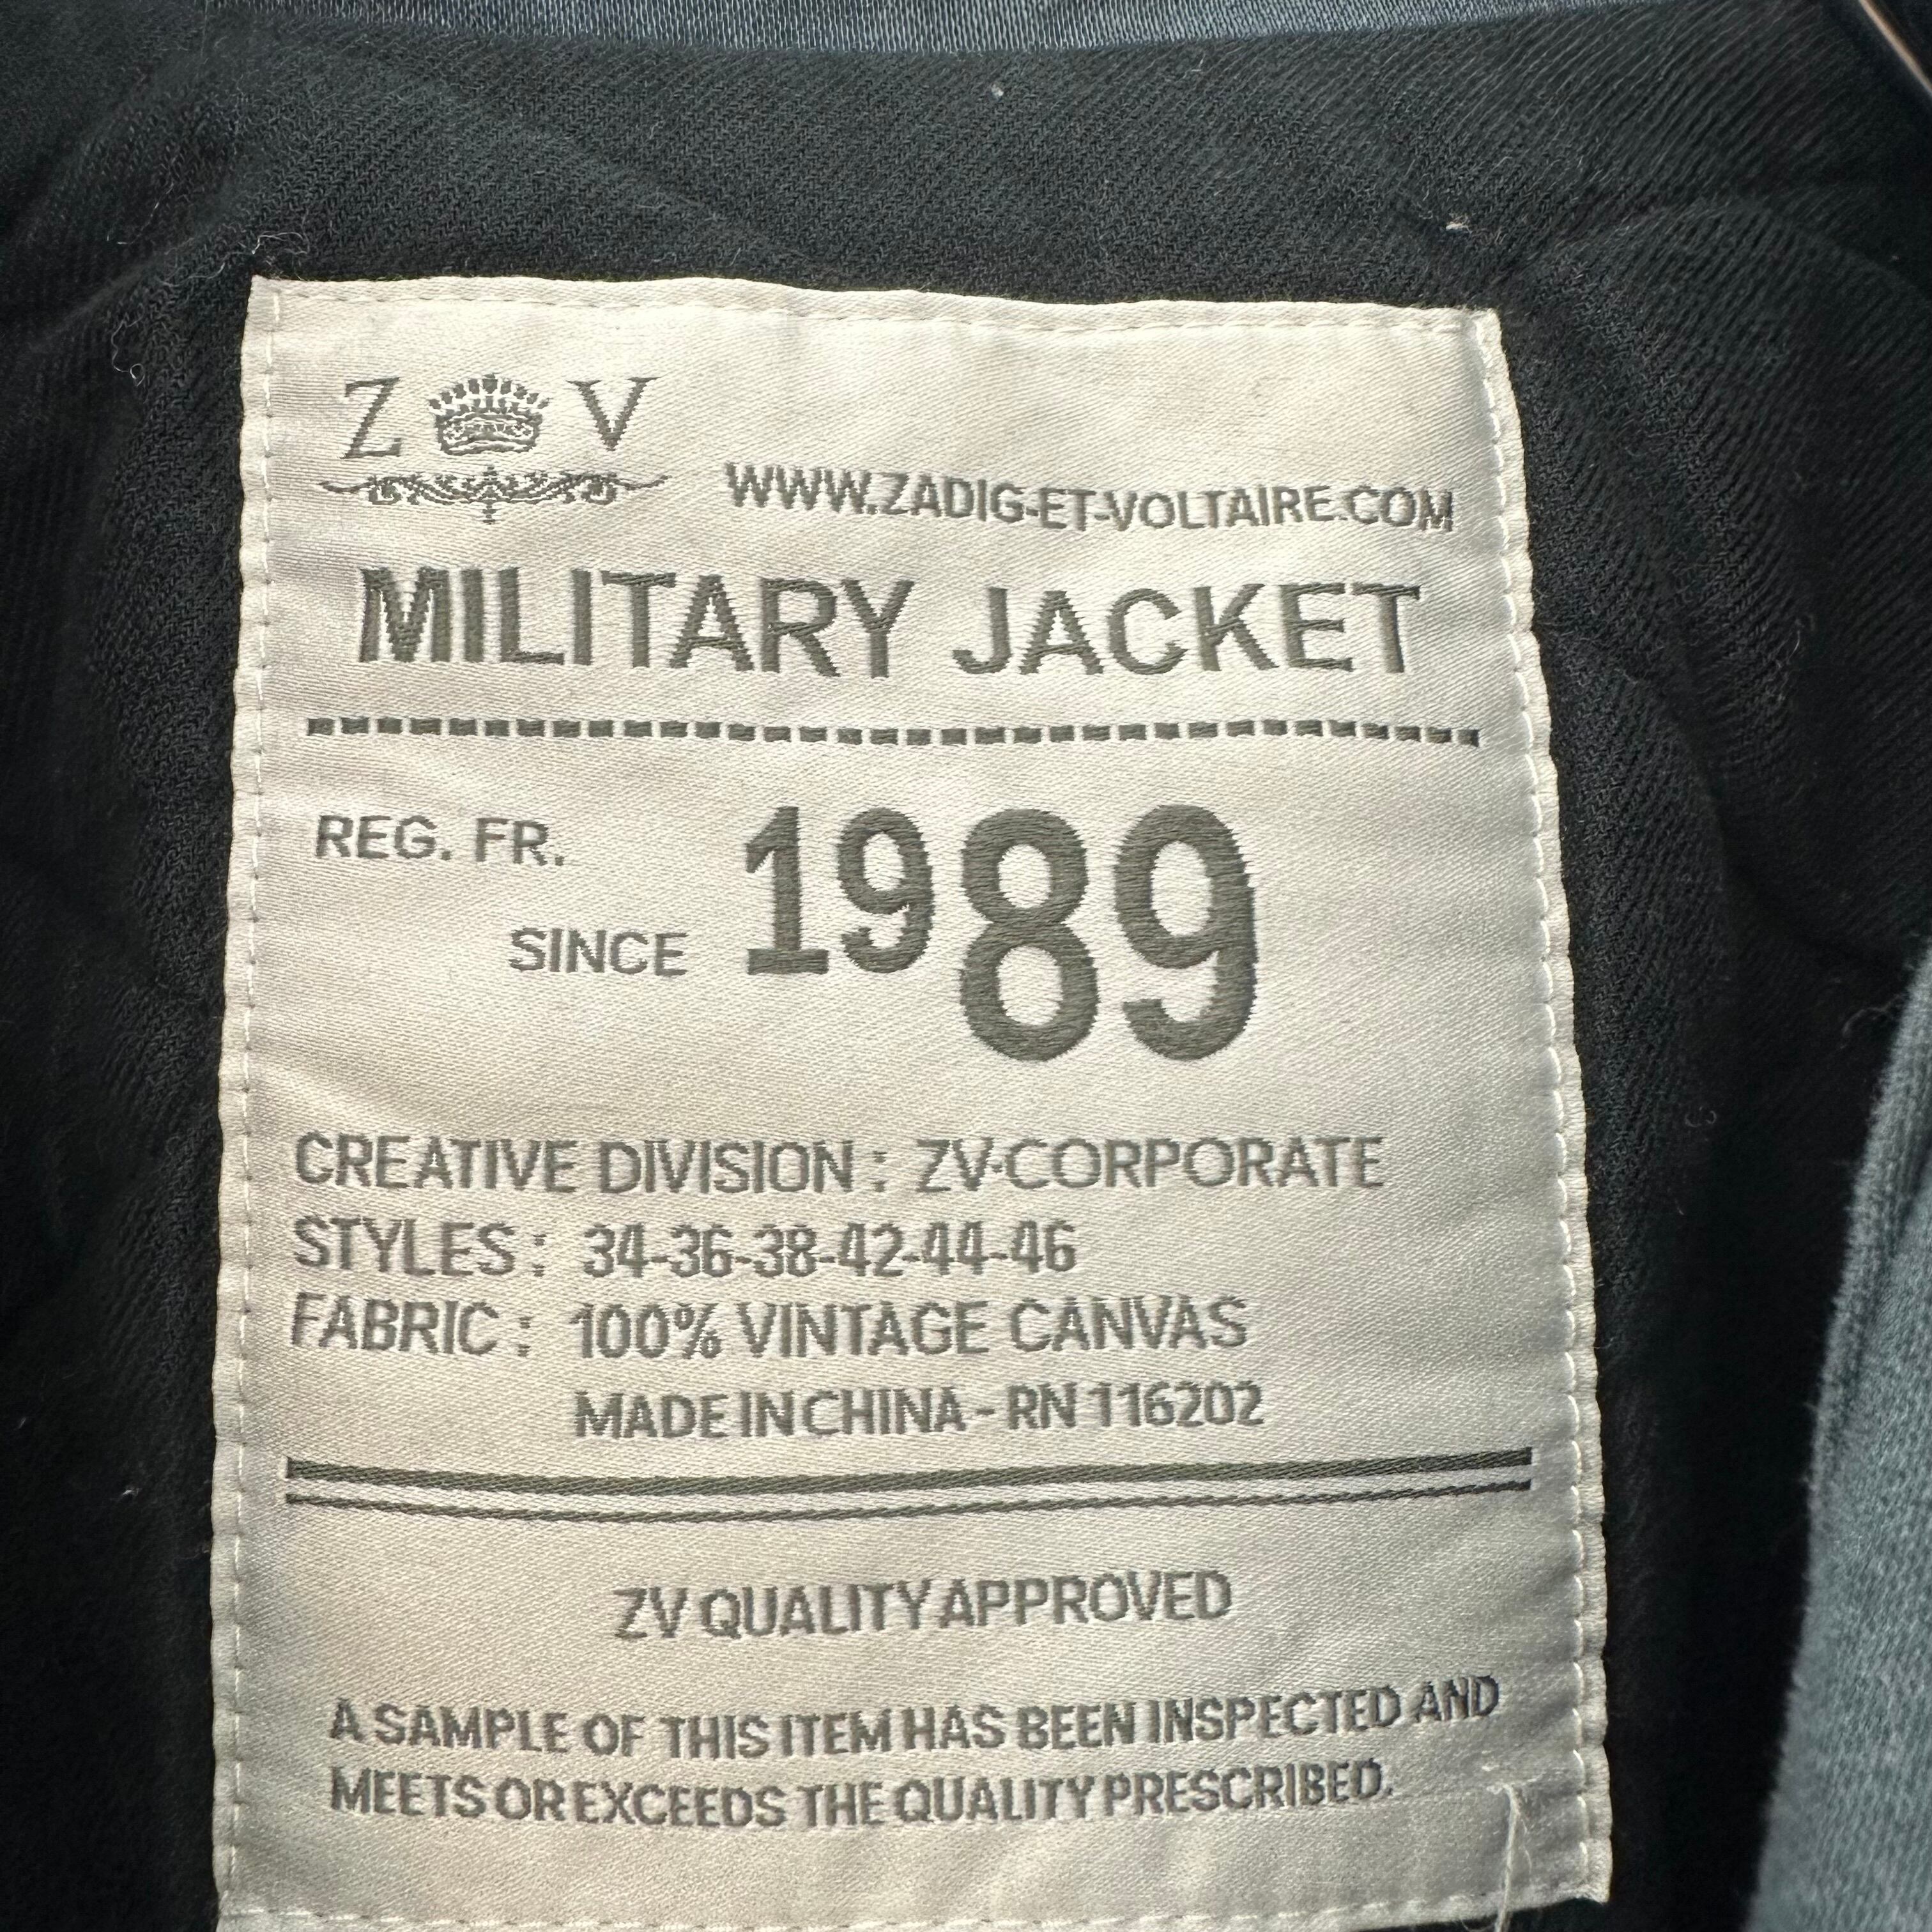 Z V
WWW.ZADIG-ET-VOLTAIRE.COM
MILITARY JACKET
REG. FR.
SINCE 1989
CREATIVE DIVISION : ZV-CORPORATE
STYLES : 34-36-38-42-44-46
FABRIC : 100% VINTAGE CANVAS
MADE IN CHINA - RN 116202
ZV QUALITY APPROVED
A SAMPLE OF THIS ITEM HAS BEEN INSPECTED AND
MEETS OR EXCEEDS THE QUALITY PRESCRIBED.